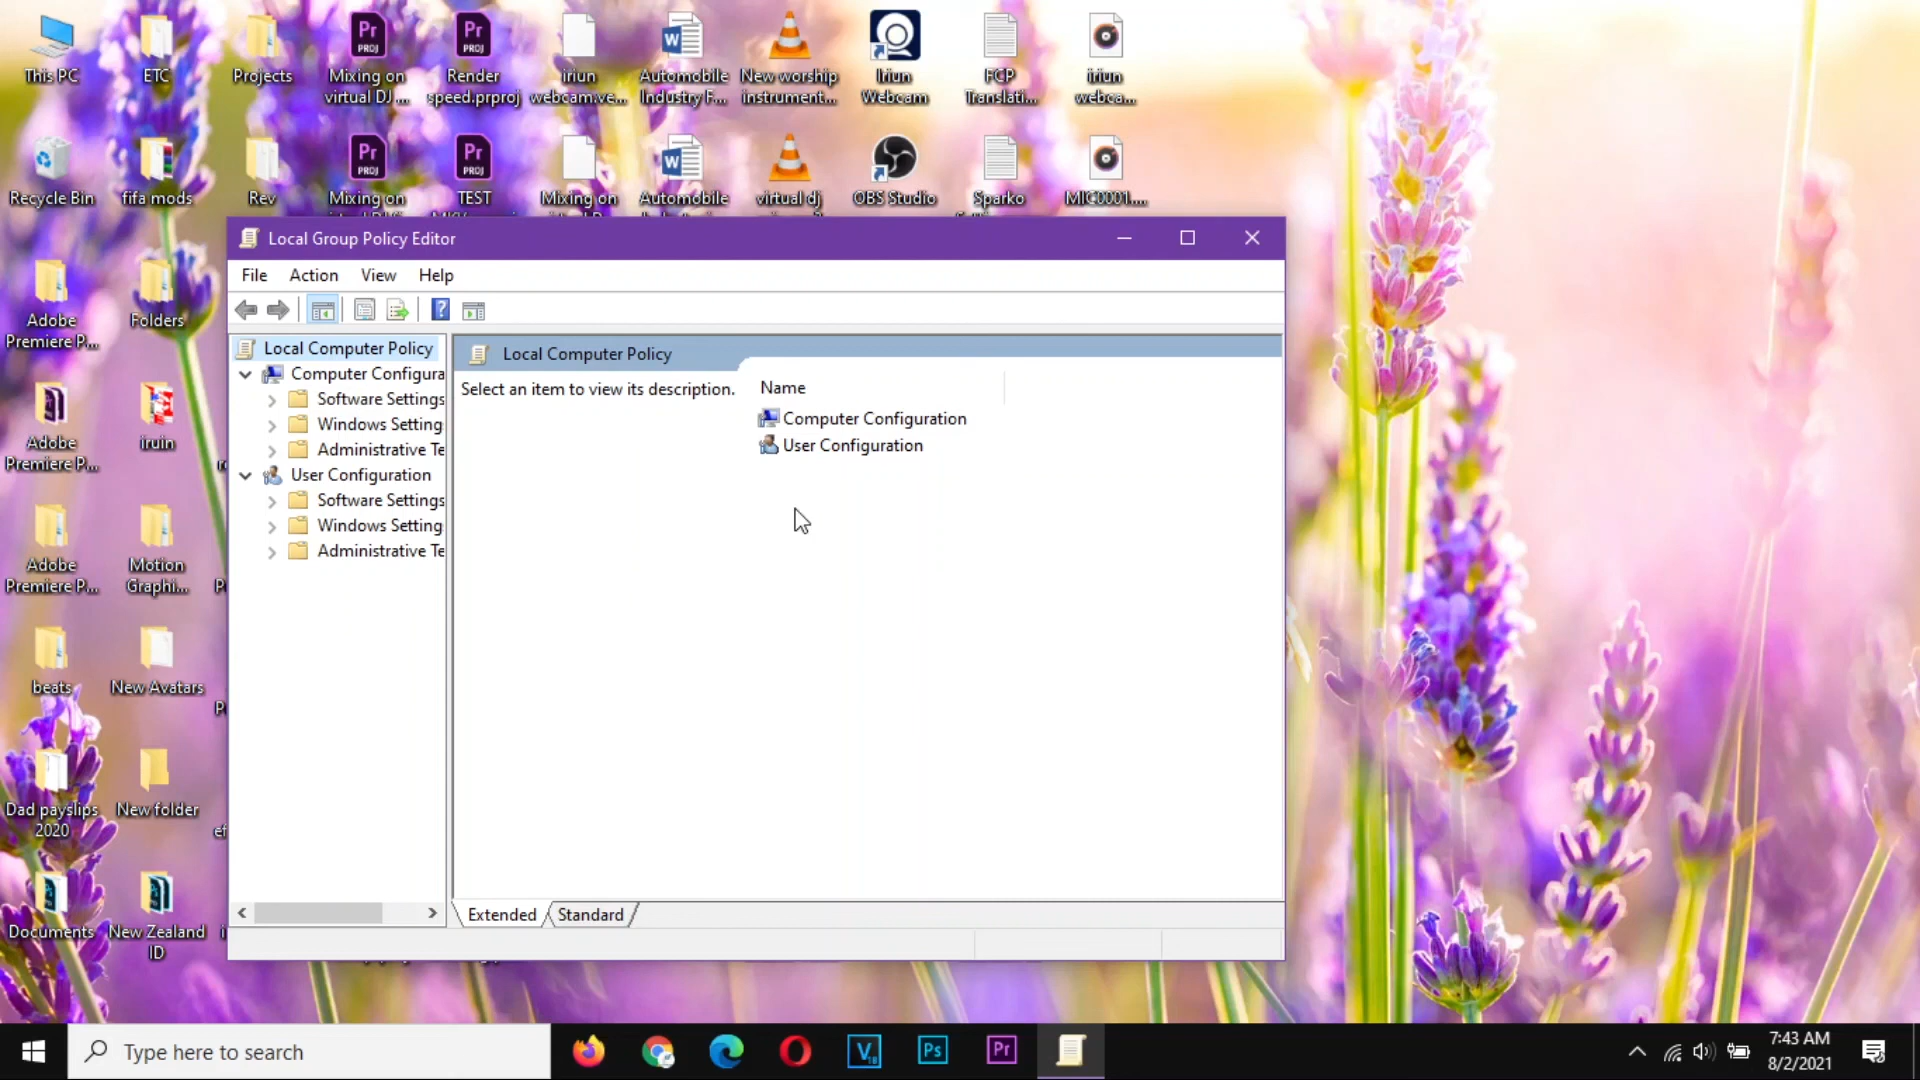 This PC
ETC
Projects
Mixing on
virtual DJ ...
Render
speed.prproj
iriun
webcam.ve...
Automobile
Industry F...
New worship
instrument...
Iriun
Webcam
FCP
Translati...
iriun
webca...
Recycle Bin
fifa mods
Rev
Mixing on
TEST
Mixing on
Automobile
virtual dj
OBS Studio
Sparko
MIC0001....
Adobe
Premiere P...
Folders
Adobe
Premiere P...
iruin
Adobe
Premiere P...
Motion
Graphi...
beats
New Avatars
Dad payslips
2020
New folder
Documents
New Zealand
ID
Local Group Policy Editor
File Action View Help
Local Computer Policy
Computer Configura
Software Settings
Windows Setting
Administrative Te
User Configuration
Software Settings
Windows Setting
Administrative Te
Local Computer Policy
Select an item to view its description.
Name
Computer Configuration
User Configuration
Extended
Standard
Type here to search
7:43 AM
8/2/2021